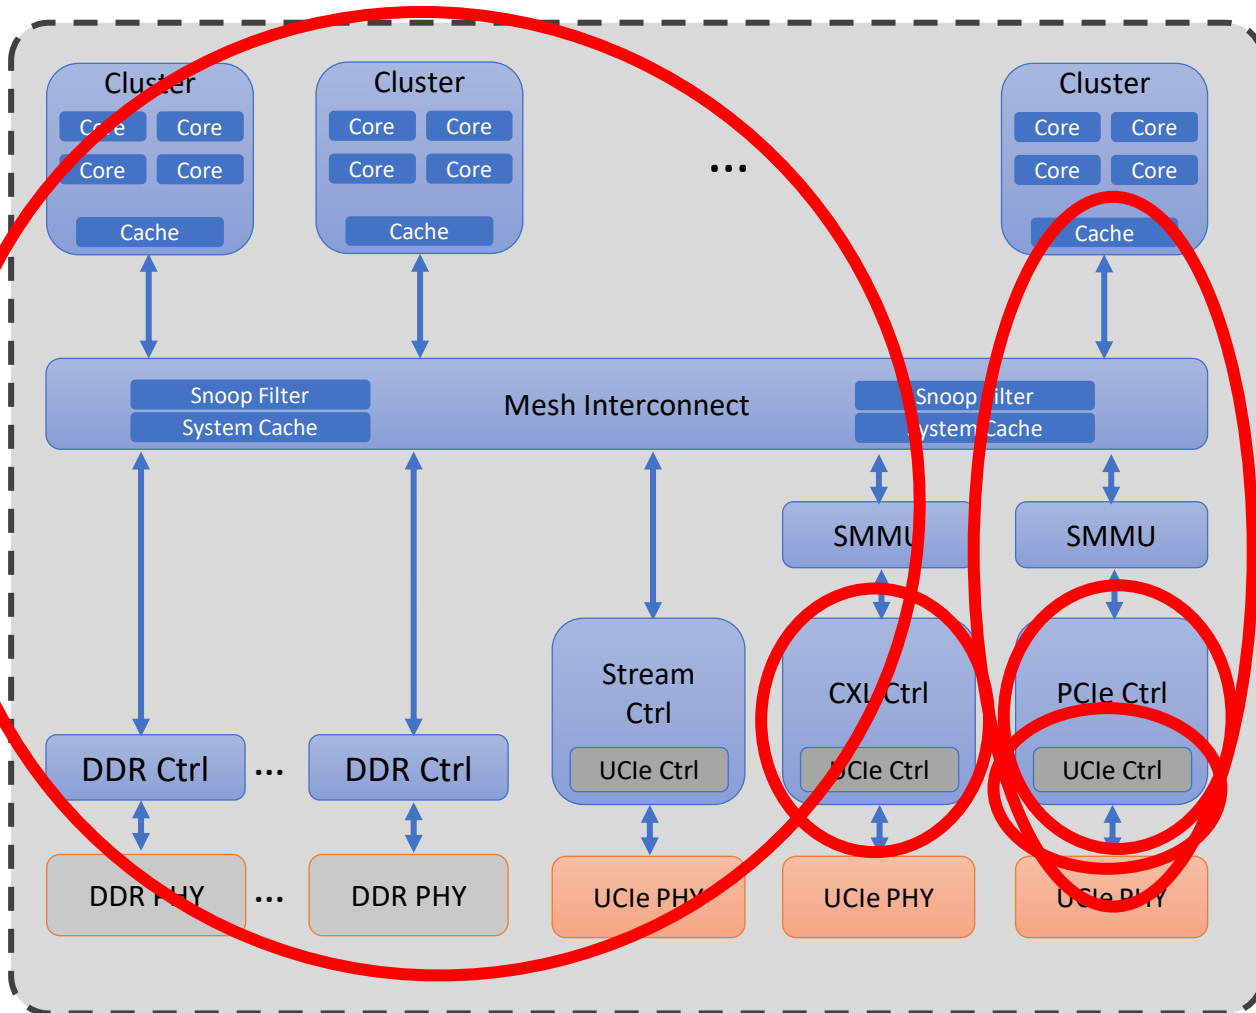 Cluster
Cluster
Cluster
Core Core
Core Core
Core Core
Core Core
Core Core
Core Core
...
Cache
Cache
Cache
Snoop Filter
System Cache
Mesh Interconnect
Snoop Filter
System Cache
SMMU
SMMU
Stream
Ctrl
CXL Ctrl
PCIe Ctrl
DDR Ctrl
...
DDR Ctrl
UCIe Ctrl
UCIe Ctrl
UCIe Ctrl
DDR PHY
...
DDR PHY
UCIe PHY
UCIe PHY
UCIe PHY